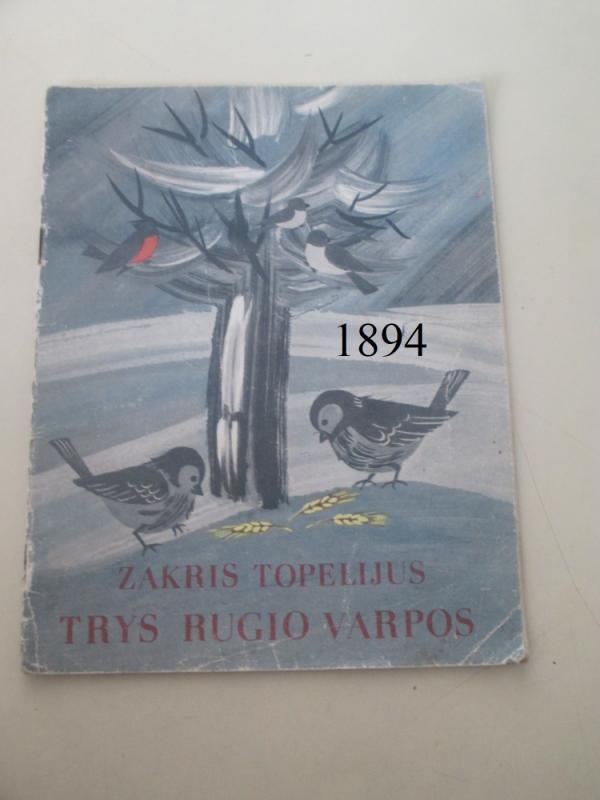 1894
ZAKRIS TOPELIJUS
TRYS RUGIO VARPOS